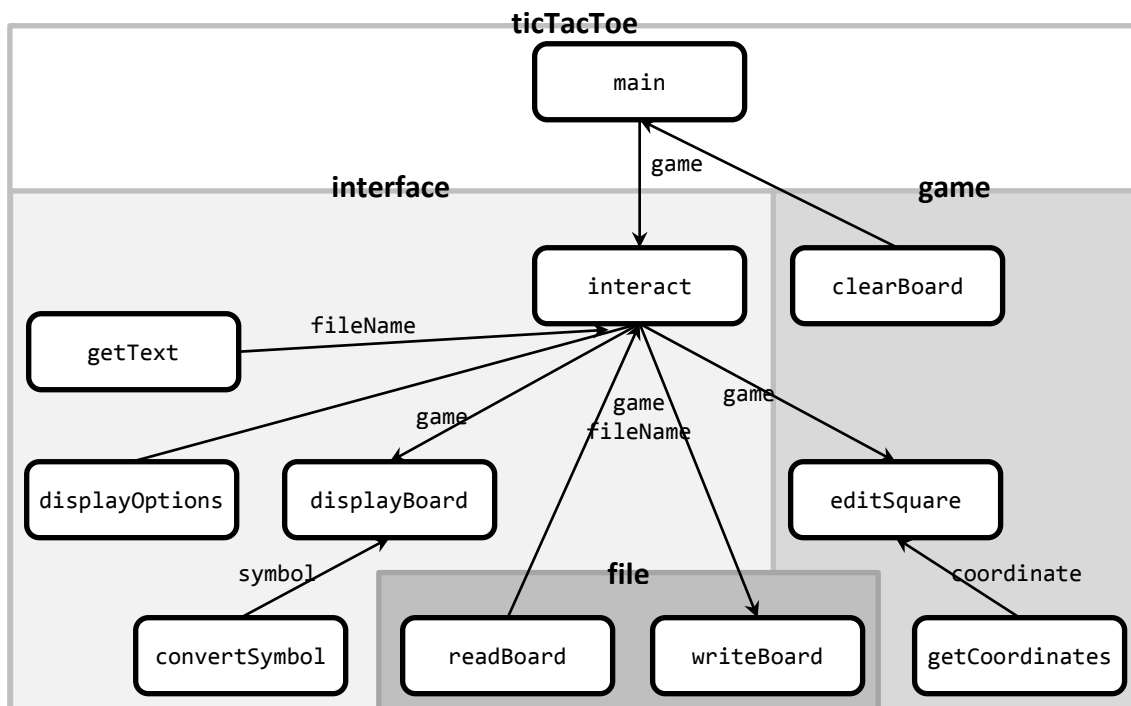 ticTacToe
main
game
interface
game
interact
clearBoard
fileName
getText
game
game
fileName
game
displayOptions
displayBoard
editSquare
symbol
file
coordinate
convertSymbol
readBoard
writeBoard
getCoordinates